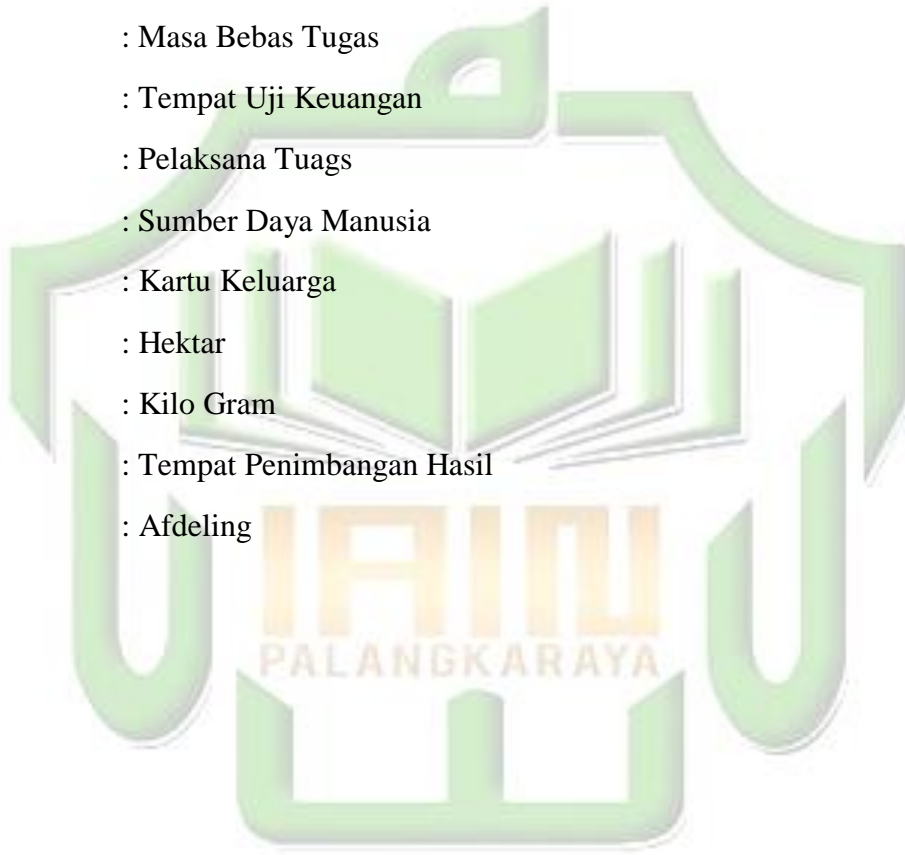 : Masa Bebas Tugas
: Tempat Uji Keuangan
: Pelaksana Tuags
: Sumber Daya Manusia
: Kartu Keluarga
: Hektar
: Kilo Gram
: Tempat Penimbangan Hasil
: Afdeling
IAIN
PALANGKARAYA